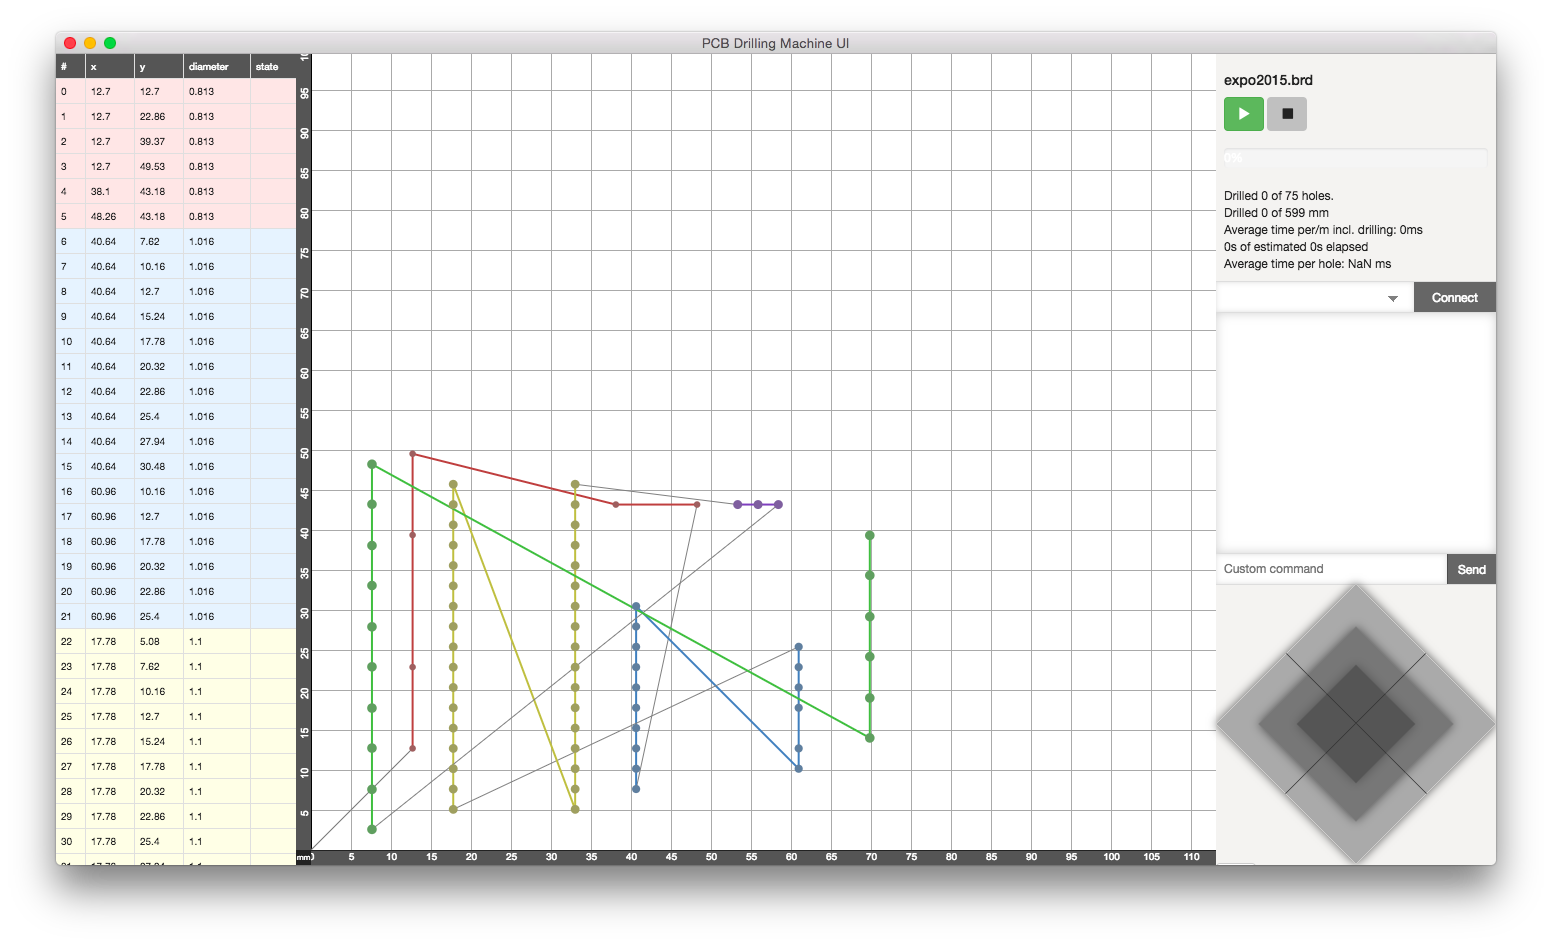 PCB Drilling Machine UI
# x y diameter state
0 12.7 12.7 0.813
1 12.7 22.86 0.813
2 12.7 39.37 0.813
3 12.7 49.53 0.813
4 38.1 43.18 0.813
5 48.26 43.18 0.813
6 40.64 7.62 1.016
7 40.64 10.16 1.016
8 40.64 12.7 1.016
9 40.64 15.24 1.016
10 40.64 17.78 1.016
11 40.64 20.32 1.016
12 40.64 22.86 1.016
13 40.64 25.4 1.016
14 40.64 27.94 1.016
15 40.64 30.48 1.016
16 60.96 10.16 1.016
17 60.96 12.7 1.016
18 60.96 17.78 1.016
19 60.96 20.32 1.016
20 60.96 22.86 1.016
21 60.96 25.4 1.016
22 17.78 5.08 1.1
23 17.78 7.62 1.1
24 17.78 10.16 1.1
25 17.78 12.7 1.1
26 17.78 15.24 1.1
27 17.78 17.78 1.1
28 17.78 20.32 1.1
29 17.78 22.86 1.1
30 17.78 25.4 1.1
95
90
85
80
75
70
65
60
55
50
45
40
35
30
25
20
15
10
5
mm
5 10 15 20 25 30 35 40 45 50 55 60 65 70 75 80 85 90 95 100 105 110
expo2015.brd
0%
Drilled 0 of 75 holes.
Drilled 0 of 599 mm
Average time per/m incl. drilling: 0ms
0s of estimated 0s elapsed
Average time per hole: NaN ms
Connect
Custom command
Send